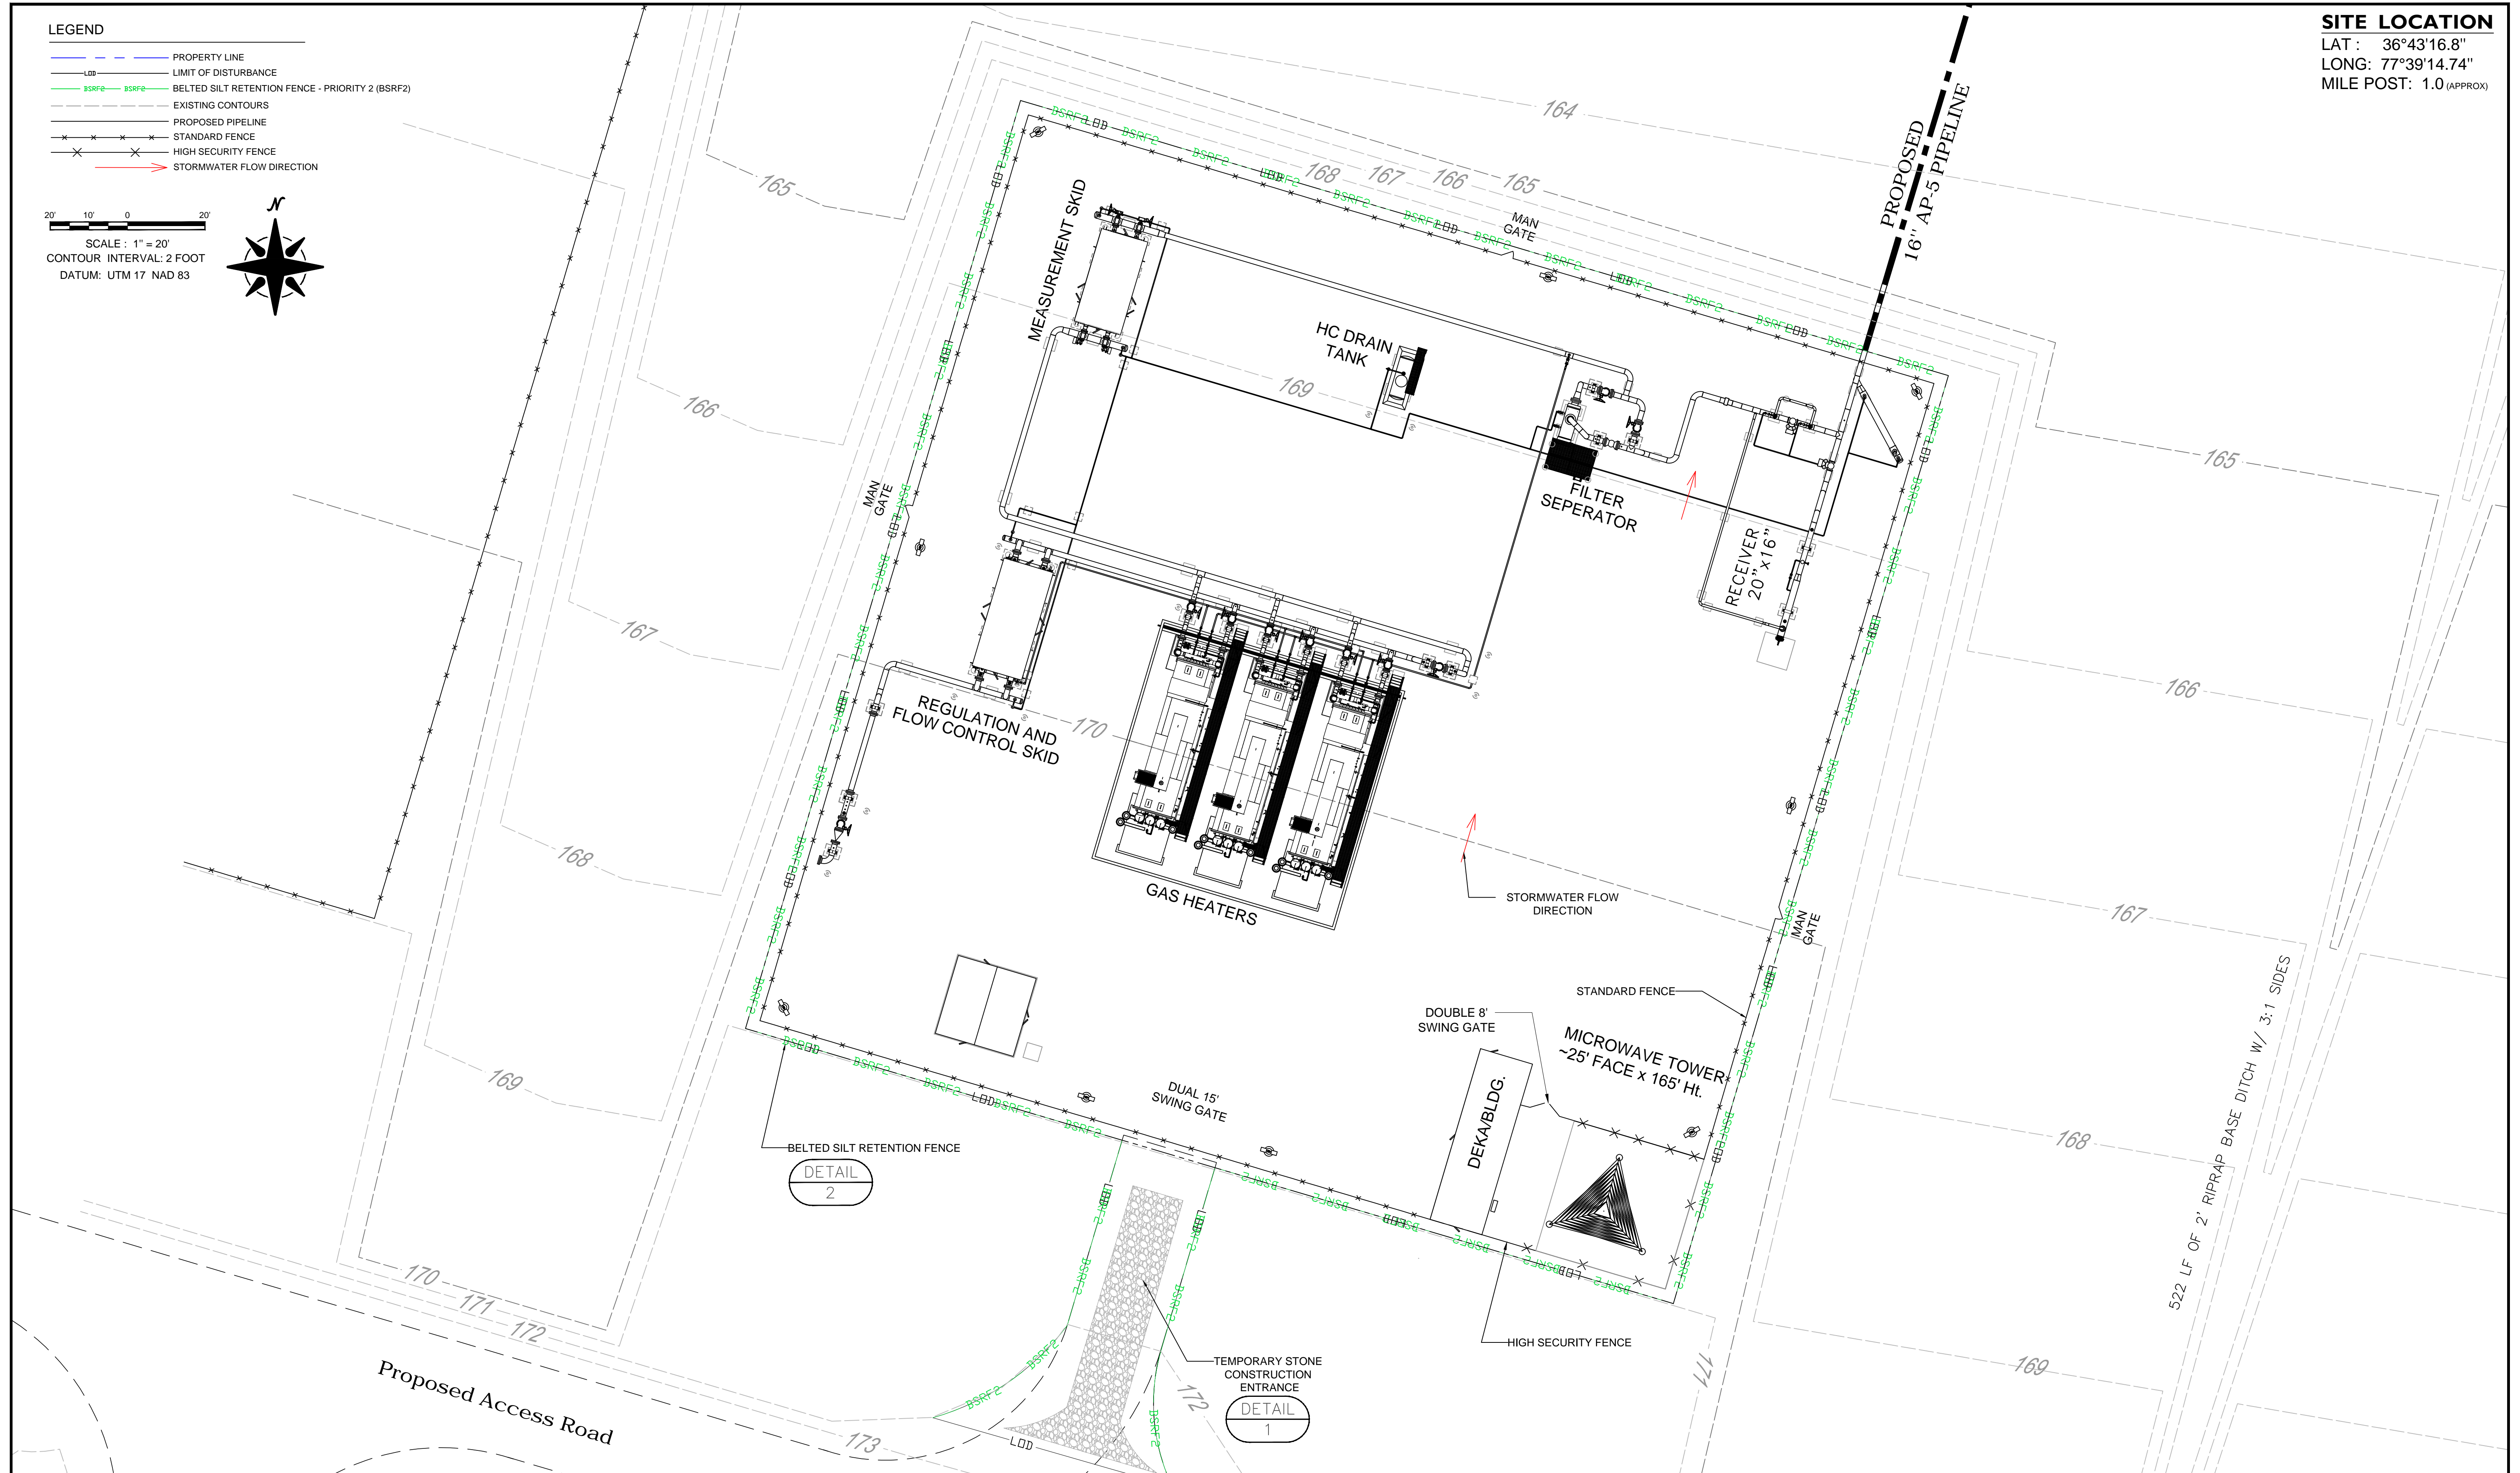 LEGEND
PROPERTY LINE
LOD
LIMIT OF DISTURBANCE
BSRF2 BSRF2
BELTED SILT RETENTION FENCE - PRIORITY 2 (BSRF2)
EXISTING CONTOURS
PROPOSED PIPELINE
STANDARD FENCE
HIGH SECURITY FENCE
STORMWATER FLOW DIRECTION
20' 10' 0 20'
SCALE : 1" = 20'
CONTOUR INTERVAL: 2 FOOT
DATUM: UTM 17 NAD 83
N
SITE LOCATION
LAT : 36°43'16.8"
LONG: 77°39'14.74"
MILE POST: 1.0 (APPROX)
PROPOSED
16" AP-5 PIPELINE
164
165
168 167 166 165
MAN
GATE
MEASUREMENT SKID
HC DRAIN
TANK
169
166
165
MAN
GATE
FILTER
SEPERATOR
RECEIVER
20"x16"
167
166
REGULATION AND
FLOW CONTROL SKID
170
168
GAS HEATERS
STORMWATER FLOW
DIRECTION
167
MAN
GATE
STANDARD FENCE
DOUBLE 8'
SWING GATE
MICROWAVE TOWER
~25' FACE x 165' Ht.
DEKA/BLDG.
169
DUAL 15'
SWING GATE
168
522 LF OF 2' RIPRAP BASE DITCH W/ 3:1 SIDES
BELTED SILT RETENTION FENCE
DETAIL
2
170
171
172
HIGH SECURITY FENCE
TEMPORARY STONE
CONSTRUCTION
ENTRANCE
DETAIL
1
171
169
172
Proposed Access Road
173
LOD